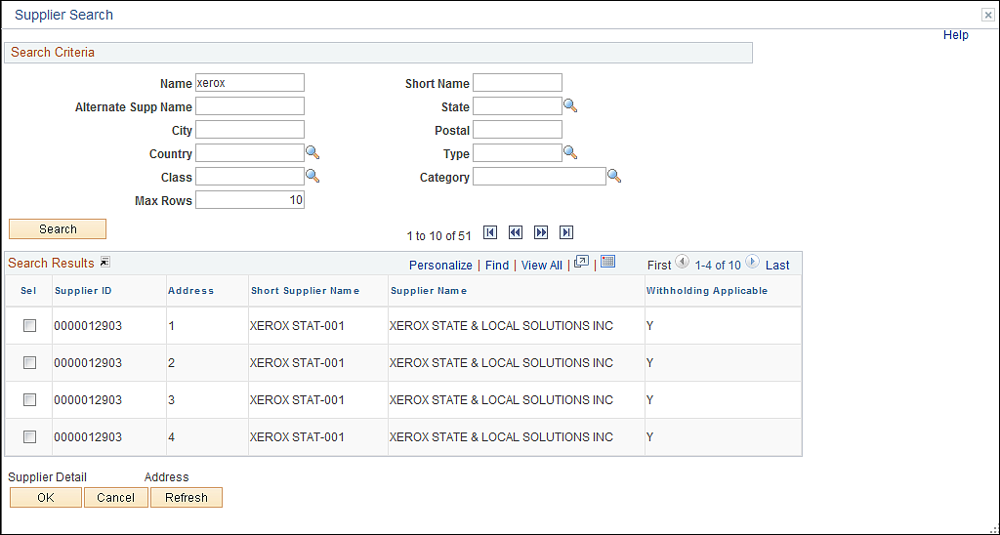 Supplier Search
Help
Search Criteria
Name xerox Short Name
Alternate Supp Name State
City Postal
Country Type
Class Category
Max Rows 10
Search 1 to 10 of 51
Search Results Personalize | Find | View All | | First 1-4 of 10 Last
Sel Supplier ID Address Short Supplier Name Supplier Name Withholding Applicable
0000012903 1 XEROX STAT-001 XEROX STATE & LOCAL SOLUTIONS INC Y
0000012903 2 XEROX STAT-001 XEROX STATE & LOCAL SOLUTIONS INC Y
0000012903 3 XEROX STAT-001 XEROX STATE & LOCAL SOLUTIONS INC Y
0000012903 4 XEROX STAT-001 XEROX STATE & LOCAL SOLUTIONS INC Y
Supplier Detail Address
OK Cancel Refresh